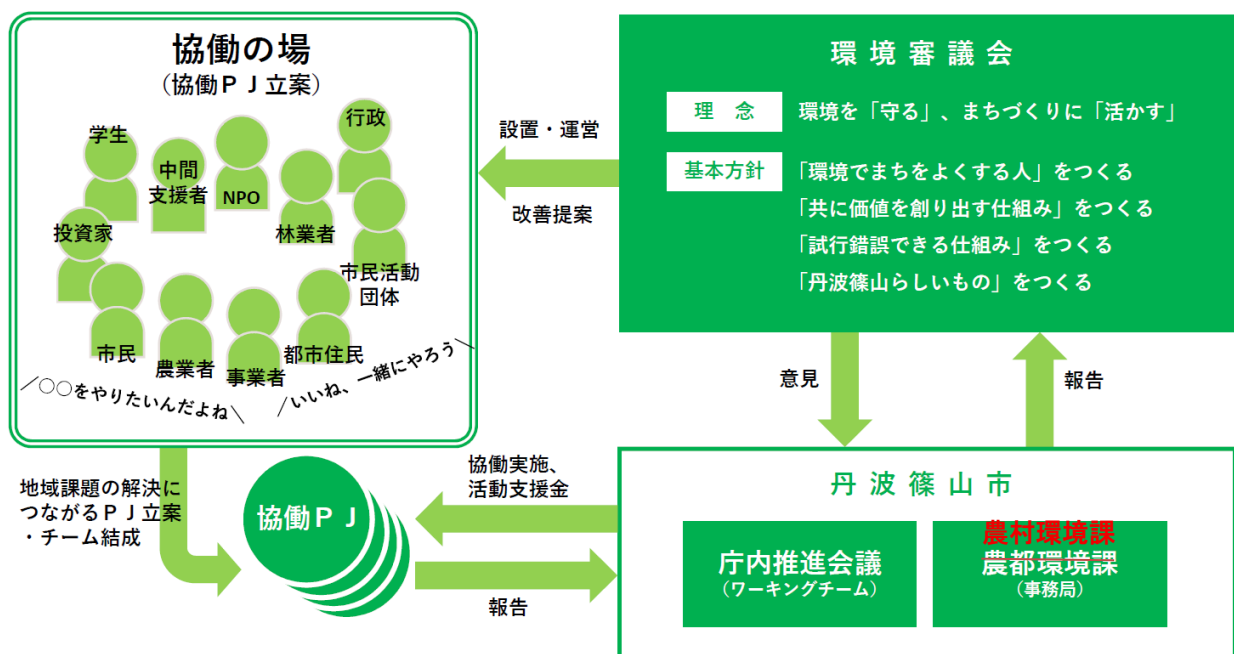 協働の場
（協働ＰＪ立案）
学生
中間
支援者
NPO
行政
林業者
投資家
市民活動
団体
市民
農業者
事業者
都市住民
／○○をやりたいんだよね＼
／いいね、一緒にやろう＼
設置・運営
改善提案
環境審議会
理　念
環境を「守る」、まちづくりに「活かす」
基本方針
「環境でまちをよくする人」をつくる
「共に価値を創り出す仕組み」をつくる
「試行錯誤できる仕組み」をつくる
「丹波篠山らしいもの」をつくる
意見
報告
地域課題の解決に
つながるＰＪ立案
・チーム結成
協働ＰＪ
協働実施、
活動支援金
報告
丹波篠山市
庁内推進会議
（ワーキングチーム）
農村環境課
農都環境課
（事務局）